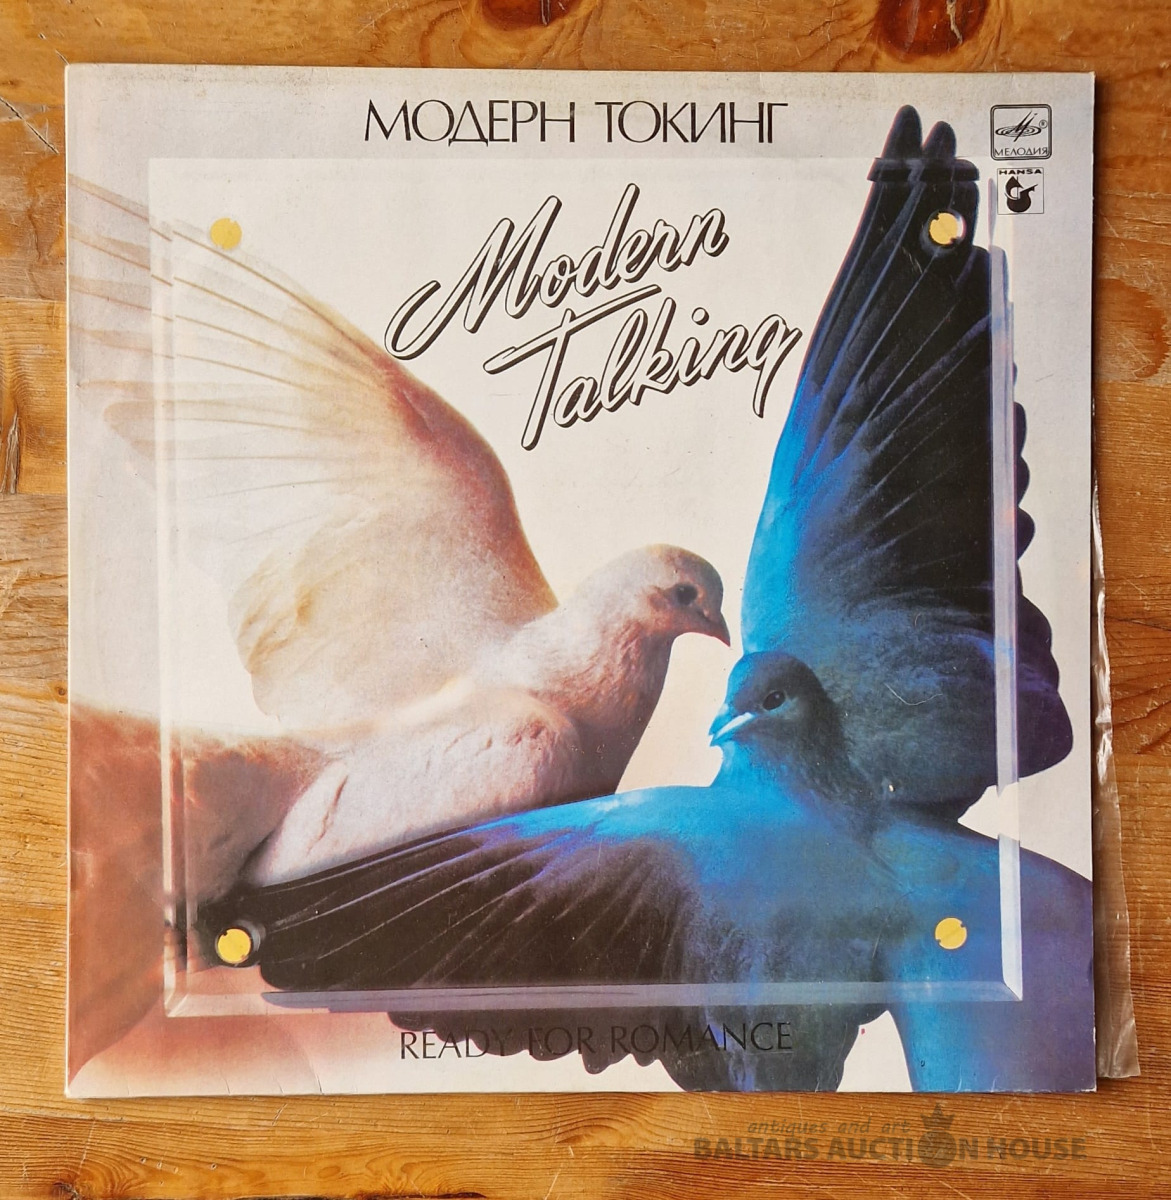 МОДЕРН ТОКИНГ
МЕЛОДИЯ
HANSA
Modern
Talking
READY FOR ROMANCE
antiques and art
BALTARS AUCTION HOUSE